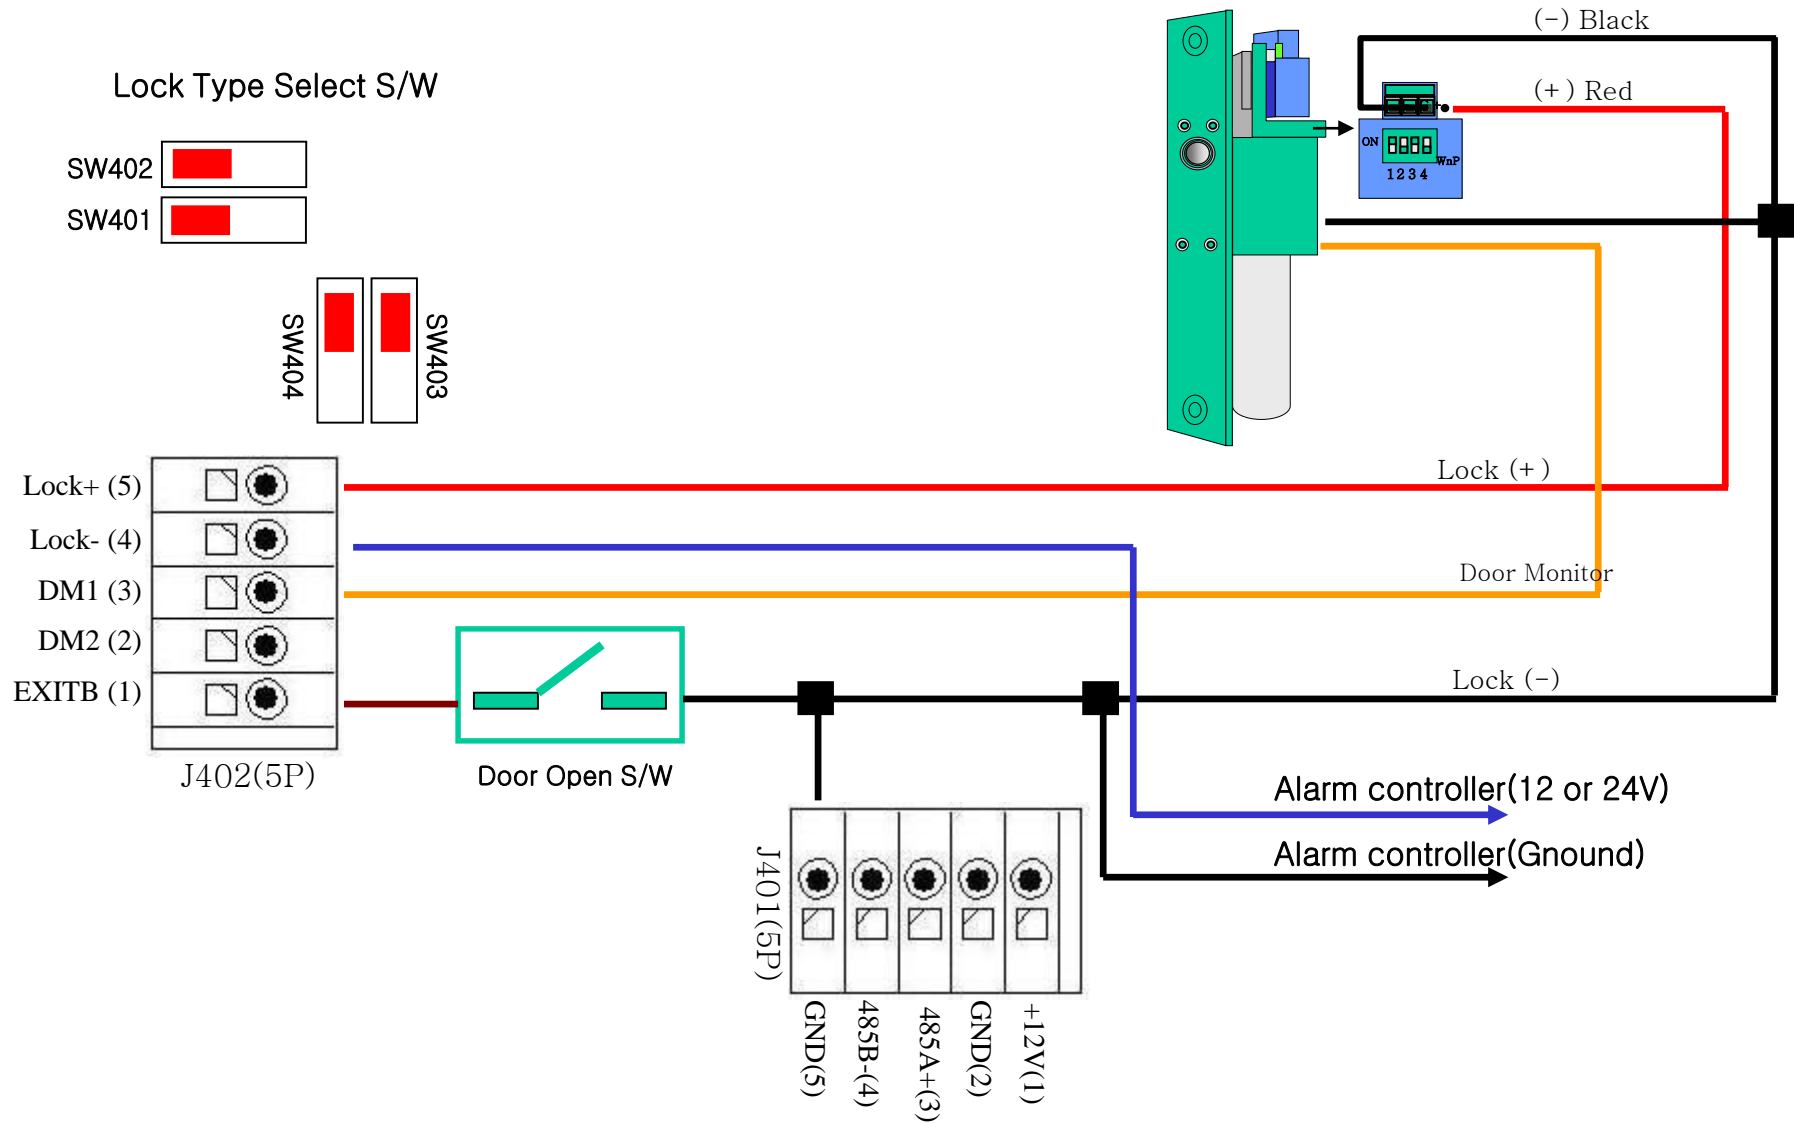 (-) Black
Lock Type Select S/W
(+) Red
SW402
ON
WnP
1 2 3 4
SW401
SW404
SW403
Lock+ (5)
Lock (+)
Lock- (4)
DM1 (3)
Door Monitor
DM2 (2)
EXITB (1)
Lock (-)
J402(5P)
Door Open S/W
Alarm controller(12 or 24V)
Alarm controller(Gnound)
J401(5P)
GND(5)
485B-(4)
485A+(3)
GND(2)
+12V(1)